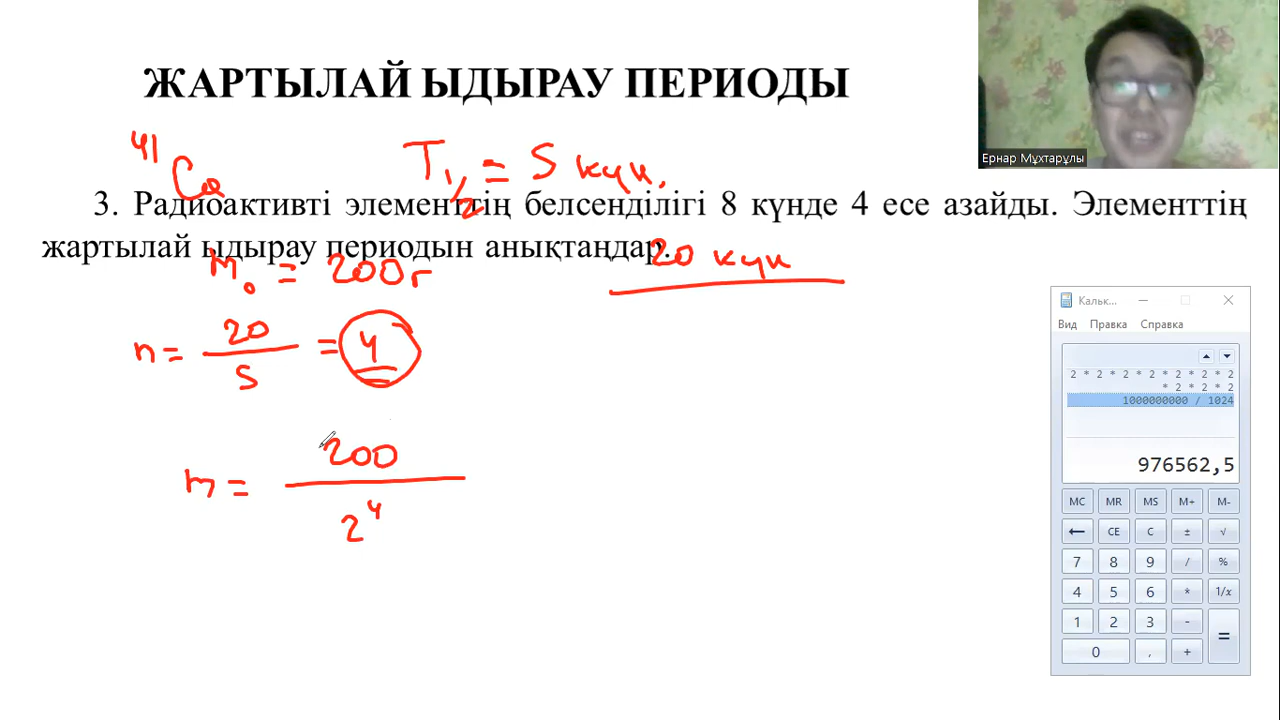 ЖАРТЫЛАЙ ЫДЫРАУ ПЕРИОДЫ
Ернар Мұхтарұлы
41 Ca
T 1/2 = 5 күн.
3. Радиоактивті элементтің белсенділігі 8 күнде 4 есе азайды. Элементтің
жартылай ыдырау периодын анықтаңдар.
20 күн
m₀ = 200г
n = 20/5 = 4
m = 200/2⁴
Кальк...
Вид Правка Справка
2 * 2 * 2 * 2 * 2 * 2 * 2
* 2 * 2 * 2
1000000000 / 1024
976562,5
MC MR MS M+ M-
← CE C ± √
7 8 9 / %
4 5 6 * 1/x
1 2 3 - =
0 , +